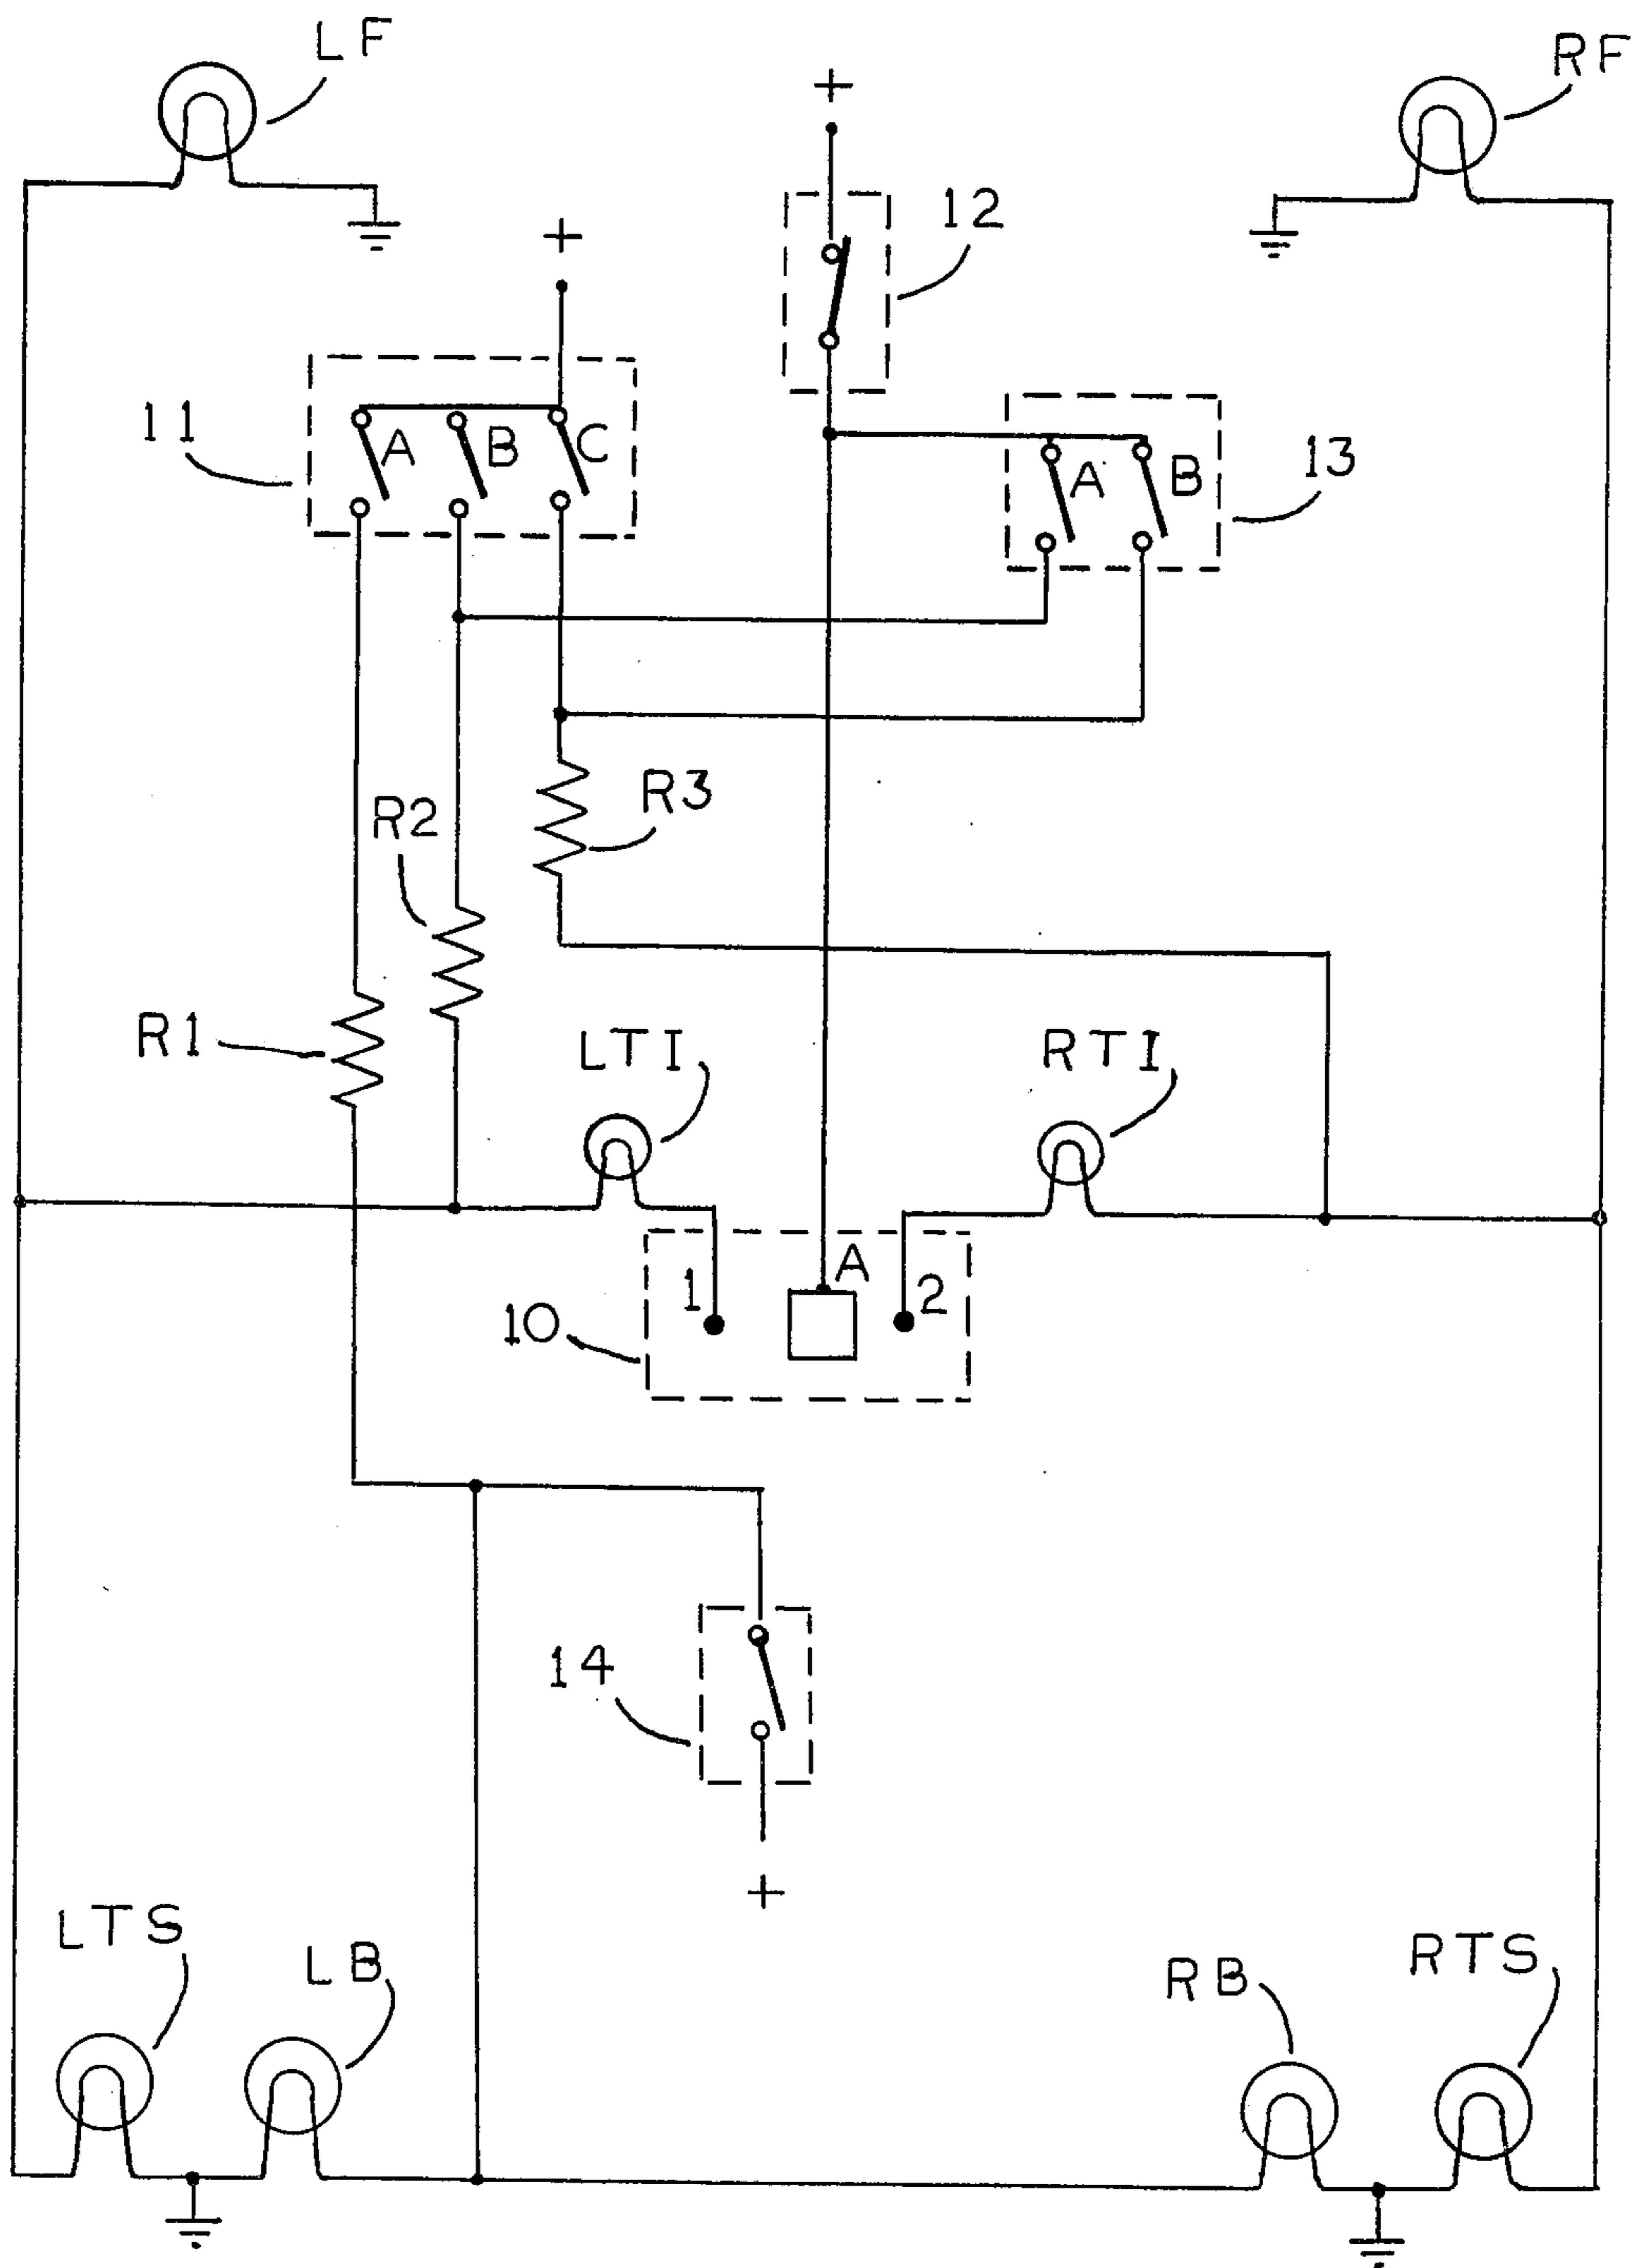 LF
RF
+
12
+
11
A
B
C
A
B
13
R3
R2
R1
LTI
RTI
A
1
2
10
14
+
LTS
LB
RB
RTS